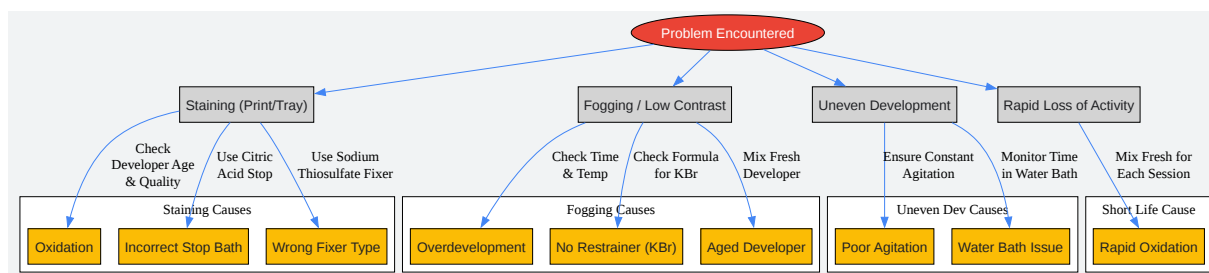 Problem Encountered
Staining (Print/Tray)
Fogging / Low Contrast
Uneven Development
Rapid Loss of Activity
Check
Developer Age
& Quality
Use Citric
Acid Stop
Use Sodium
Thiosulfate Fixer
Check Time
& Temp
Check Formula
for KBr
Mix Fresh
Developer
Ensure Constant
Agitation
Monitor Time
in Water Bath
Mix Fresh for
Each Session
Staining Causes
Fogging Causes
Uneven Dev Causes
Short Life Cause
Oxidation
Incorrect Stop Bath
Wrong Fixer Type
Overdevelopment
No Restrainer (KBr)
Aged Developer
Poor Agitation
Water Bath Issue
Rapid Oxidation